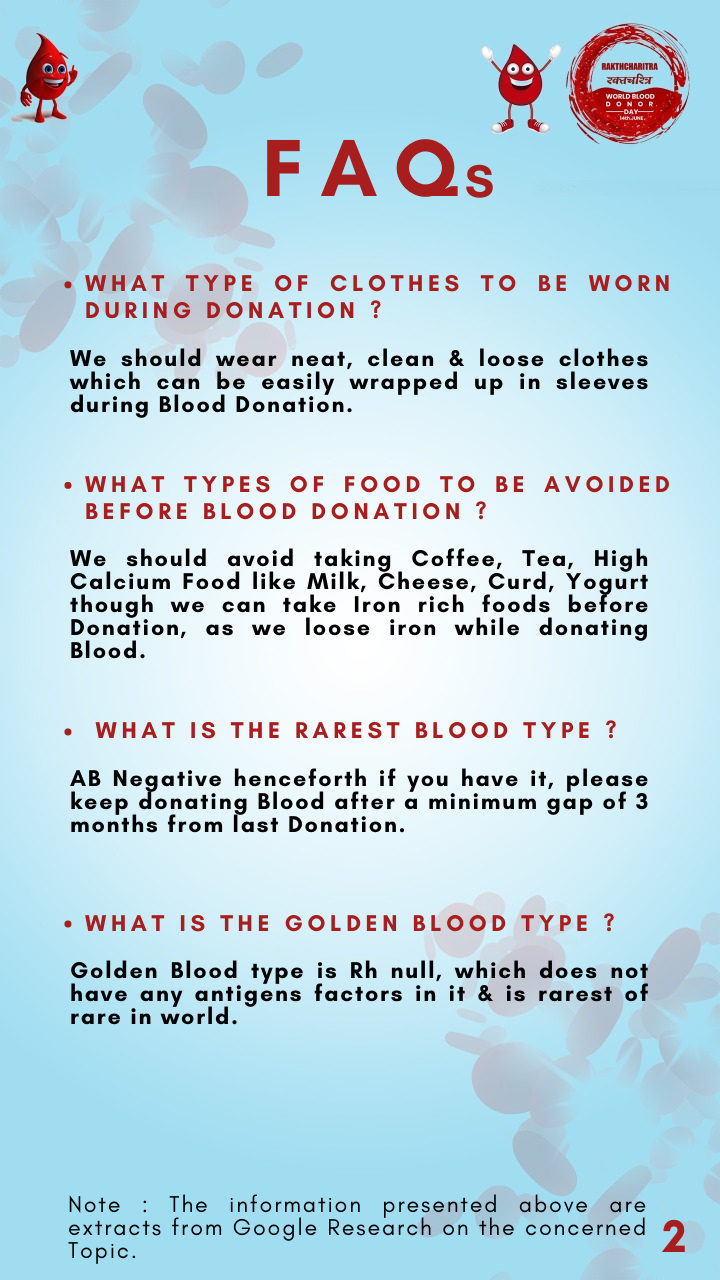 RAKTHCHARITRA
रक्तचरित्र
WORLD BLOOD
DONOR
DAY
14th JUNE
FAQs
• WHAT TYPE OF CLOTHES TO BE WORN
DURING DONATION ?
We should wear neat, clean & loose clothes
which can be easily wrapped up in sleeves
during Blood Donation.
• WHAT TYPES OF FOOD TO BE AVOIDED
BEFORE BLOOD DONATION ?
We should avoid taking Coffee, Tea, High
Calcium Food like Milk, Cheese, Curd, Yogurt
though we can take Iron rich foods before
Donation, as we loose iron while donating
Blood.
• WHAT IS THE RAREST BLOOD TYPE ?
AB Negative henceforth if you have it, please
keep donating Blood after a minimum gap of 3
months from last Donation.
• WHAT IS THE GOLDEN BLOOD TYPE ?
Golden Blood type is Rh null, which does not
have any antigens factors in it & is rarest of
rare in world.
Note : The information presented above are
extracts from Google Research on the concerned
Topic.
2